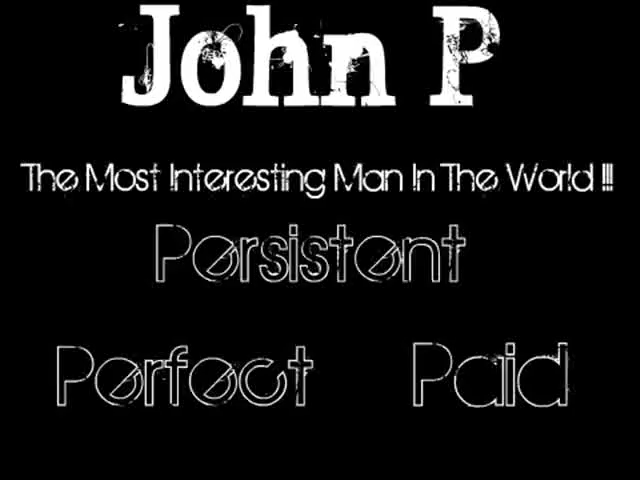 John P
The Most Interesting Man In The World !!!
Persistent
Perfect Paid